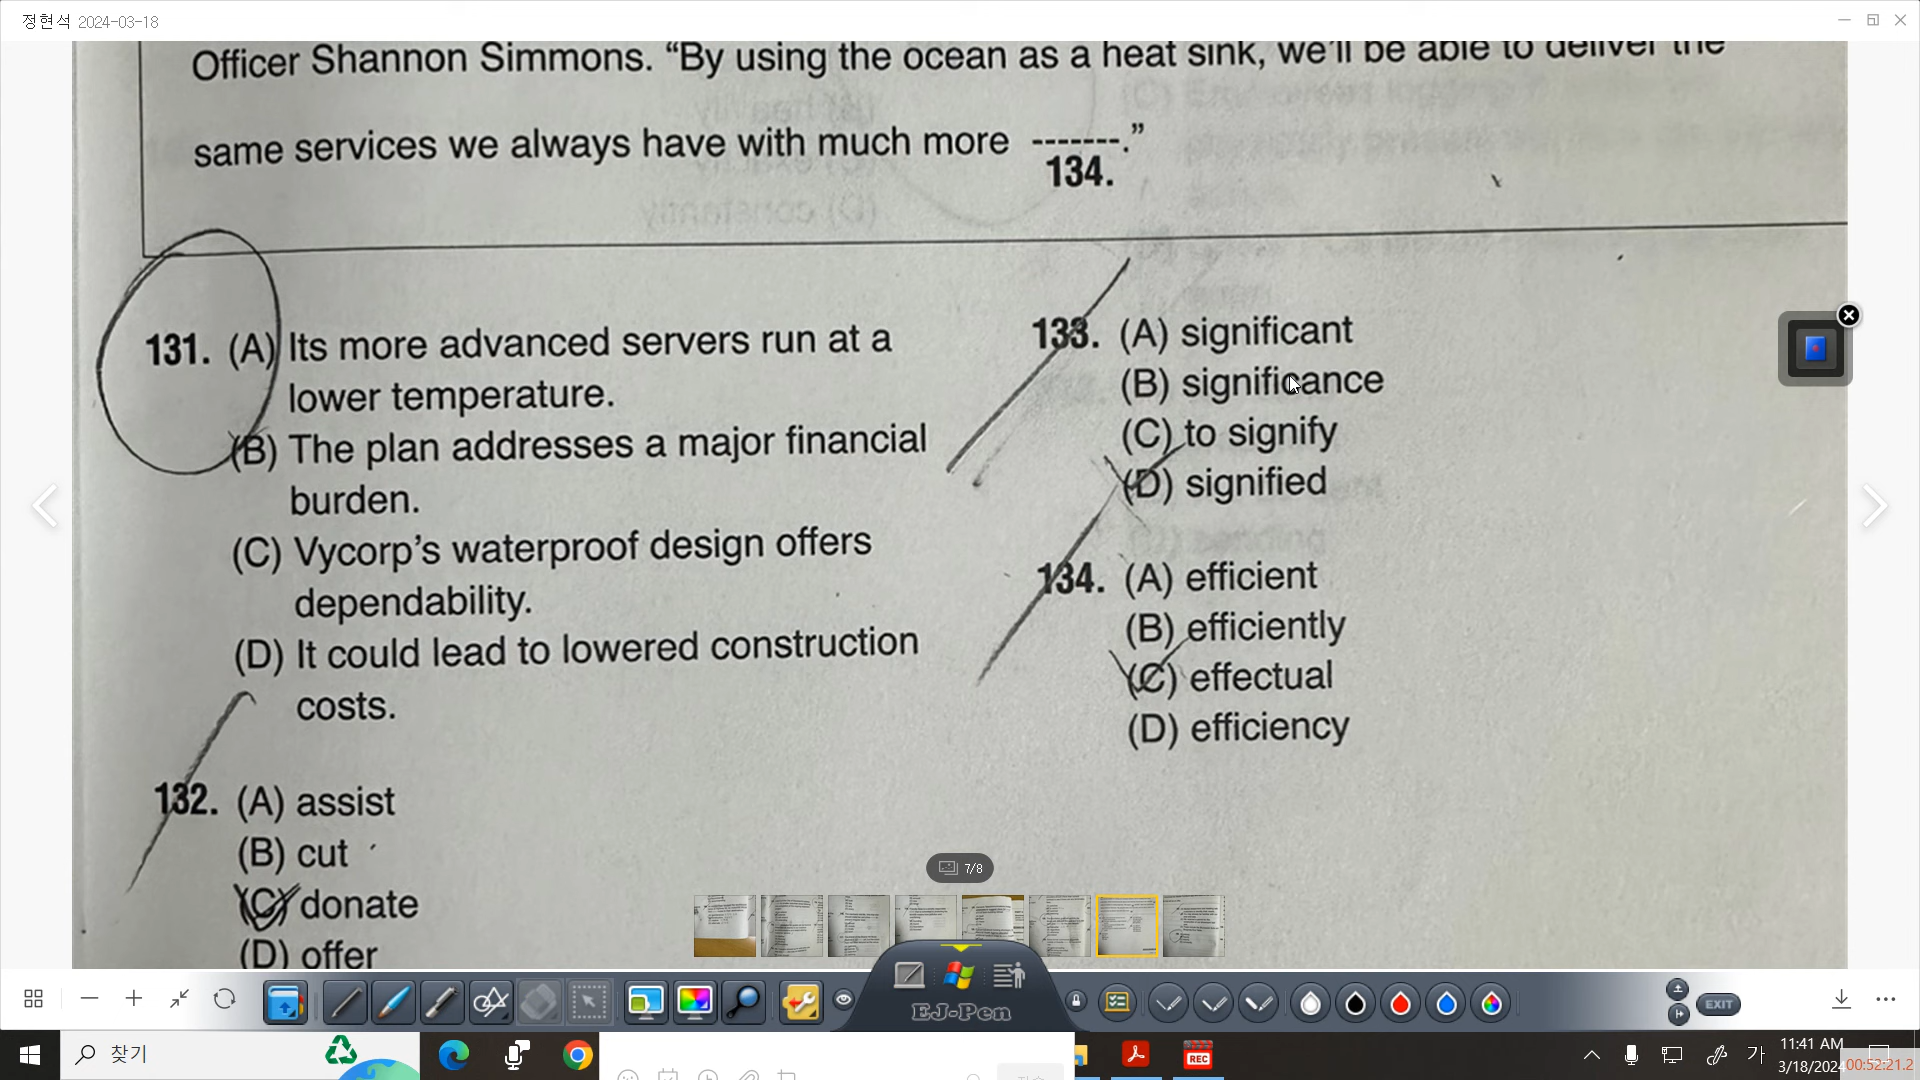 정현석 2024-03-18
Officer Shannon Simmons. “By using the ocean as a heat sink, we’ll be able to deliver the
same services we always have with much more -------.”
134.
131. (A) Its more advanced servers run at a
lower temperature.
(B) The plan addresses a major financial
burden.
(C) Vycorp’s waterproof design offers
dependability.
(D) It could lead to lowered construction
costs.
132. (A) assist
(B) cut
(C) donate
(D) offer
133. (A) significant
(B) significance
(C) to signify
(D) signified
134. (A) efficient
(B) efficiently
(C) effectual
(D) efficiency
7/8
EJ-Pen
EXIT
찾기
REC
가
11:41 AM
3/18/2024
00:52:21.2